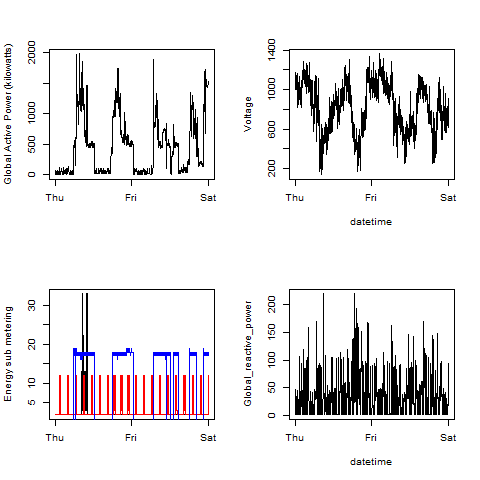 Global Active Power (kilowatts)
2000
1000
500
0
Thu
Fri
Sat
Voltage
1400
1000
600
200
Thu
Fri
Sat
datetime
Energy sub metering
30
20
10
5
Thu
Fri
Sat
Global_reactive_power
200
150
100
50
0
Thu
Fri
Sat
datetime